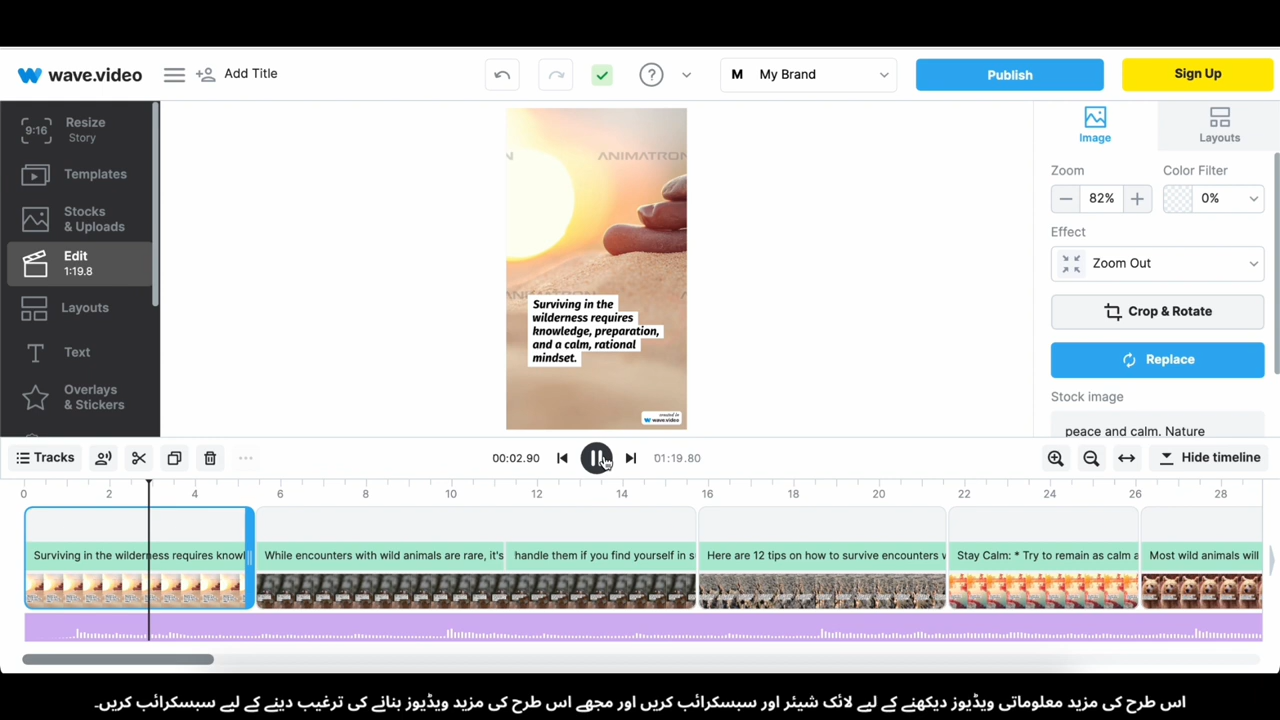 wave.video
Add Title
?
M My Brand
Publish
Sign Up
9:16
Resize
Story
Templates
Stocks
& Uploads
Edit
1:19.8
Layouts
Text
Overlays
& Stickers
N ANIMATRON
Surviving in the
wilderness requires
knowledge, preparation,
and a calm, rational
mindset.
created in
wave.video
Image
Layouts
Zoom
Color Filter
82%
0%
Effect
Zoom Out
Crop & Rotate
Replace
Stock image
peace and calm. Nature
Tracks
00:02.90
01:19.80
Hide timeline
0 2 4 6 8 10 12 14 16 18 20 22 24 26 28
Surviving in the wilderness requires knowl
While encounters with wild animals are rare, it's
handle them if you find yourself in s
Here are 12 tips on how to survive encounters w
Stay Calm: * Try to remain as calm a
Most wild animals will
اس طرح کی مزید معلوماتی ویڈیوز دیکھنے کے لیے لائک شیئر اور سبسکرائب کریں اور مجھے اس طرح کی مزید ویڈیوز بنانے کی ترغیب دینے کے لیے سبسکرائب کریں۔